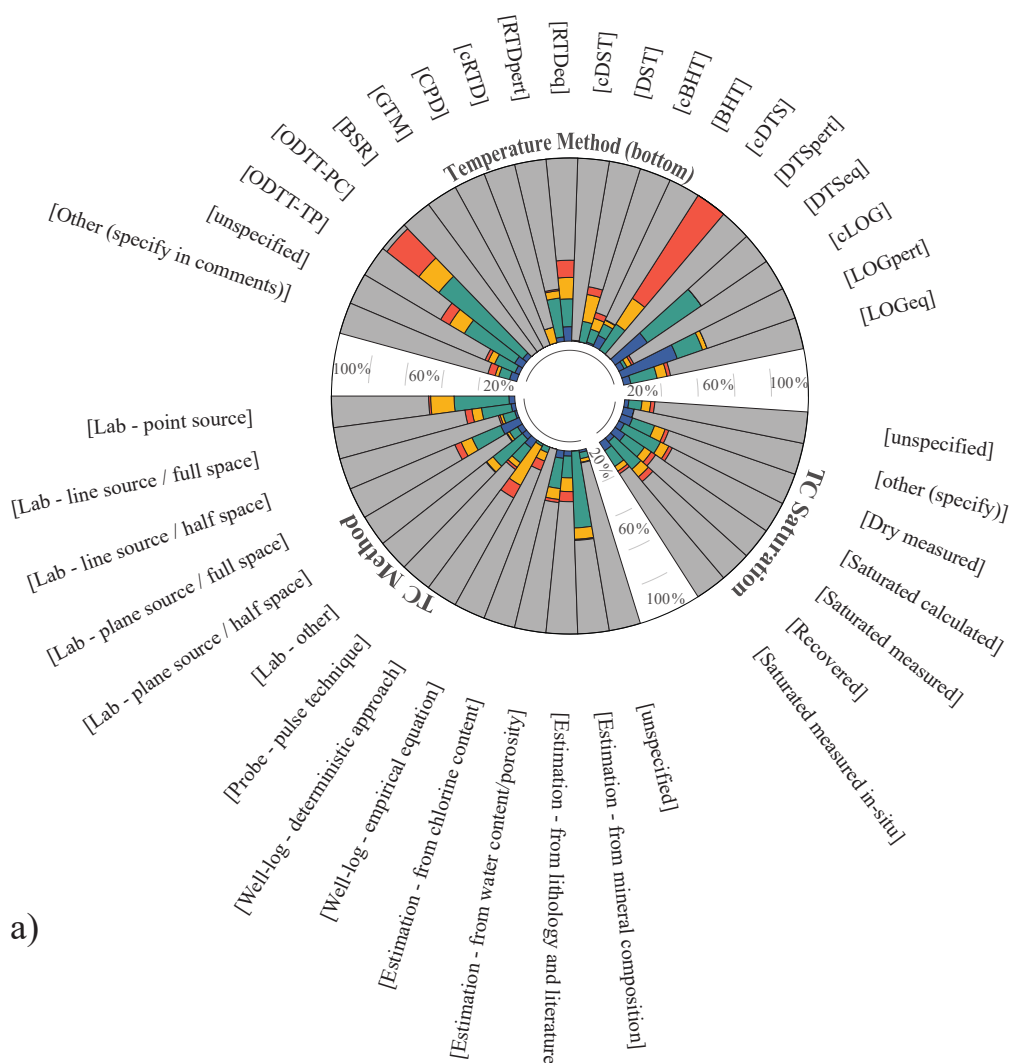 [Other (specify in comments)]
[unspecified]
[ODTT-TP]
[ODTT-PC]
[BSR]
[GTM]
[CPD]
[cRTD]
[RTDpert]
[RTDeq]
[cDST]
[DST]
[cBHT]
[BHT]
[cDTS]
[DTSpert]
[DTSeq]
[cLOG]
[LOGpert]
[LOGeq]
Temperature Method (bottom)
100%
60%
20%
20%
60%
100%
[unspecified]
[other (specify)]
[Dry measured]
[Saturated calculated]
[Saturated measured]
[Recovered]
[Saturated measured in-situ]
TC Saturation
20%
60%
100%
TC Method
[Lab - point source]
[Lab - line source / full space]
[Lab - line source / half space]
[Lab - plane source / full space]
[Lab - plane source / half space]
[Lab - other]
[Probe - pulse technique]
[Well-log - deterministic approach]
[Well-log - empirical equation]
[Estimation - from chlorine content]
[Estimation - from water content/porosity]
[Estimation - from lithology and literature
[Estimation - from mineral composition]
[unspecified]
a)